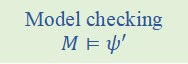 Model checking
M ⊨ ψ′